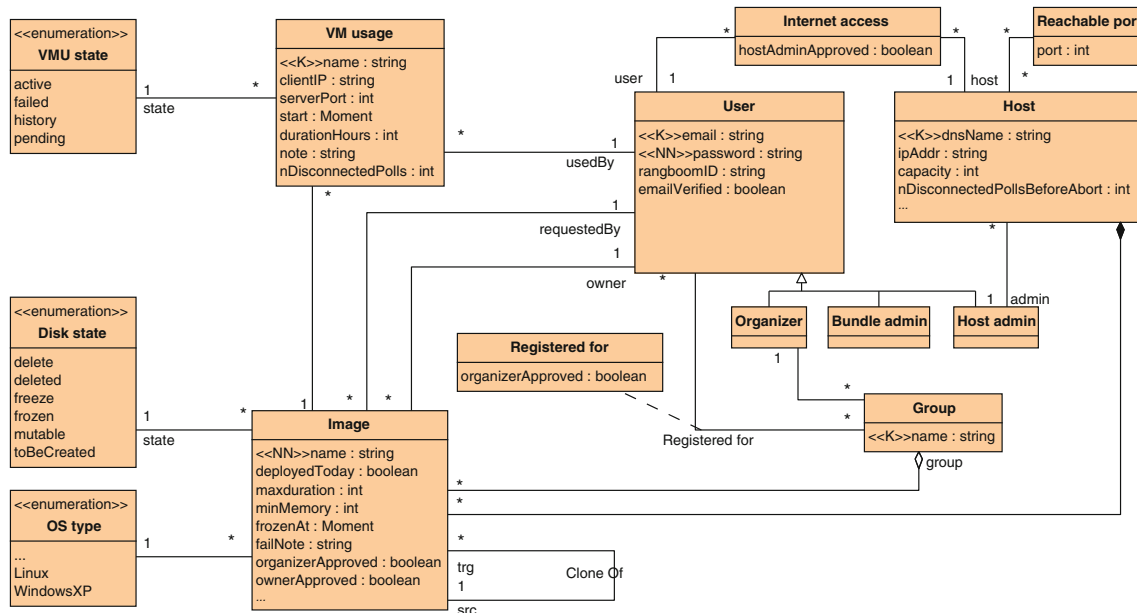 <<enumeration>>
VMU state
active
failed
history
pending
1
state
*
VM usage
<<K>>name : string
clientIP : string
serverPort : int
start : Moment
durationHours : int
note : string
nDisconnectedPolls : int
*
*
1
usedBy
1
requestedBy
1
owner
*
user
1
*
Internet access
hostAdminApproved : boolean
*
1
host
*
*
Reachable port
port : int
User
<<K>>email : string
<<NN>>password : string
rangboomID : string
emailVerified : boolean
Host
<<K>>dnsName : string
ipAddr : string
capacity : int
nDisconnectedPollsBeforeAbort : int
...
*
1
admin
Organizer
Bundle admin
Host admin
1
*
*
Group
<<K>>name : string
group
Registered for
organizerApproved : boolean
Registered for
<<enumeration>>
Disk state
delete
deleted
freeze
frozen
mutable
toBeCreated
1
state
*
1
*
*
Image
<<NN>>name : string
deployedToday : boolean
maxduration : int
minMemory : int
frozenAt : Moment
failNote : string
organizerApproved : boolean
ownerApproved : boolean
...
*
*
*
trg
1
src
Clone Of
<<enumeration>>
OS type
...
Linux
WindowsXP
1
*